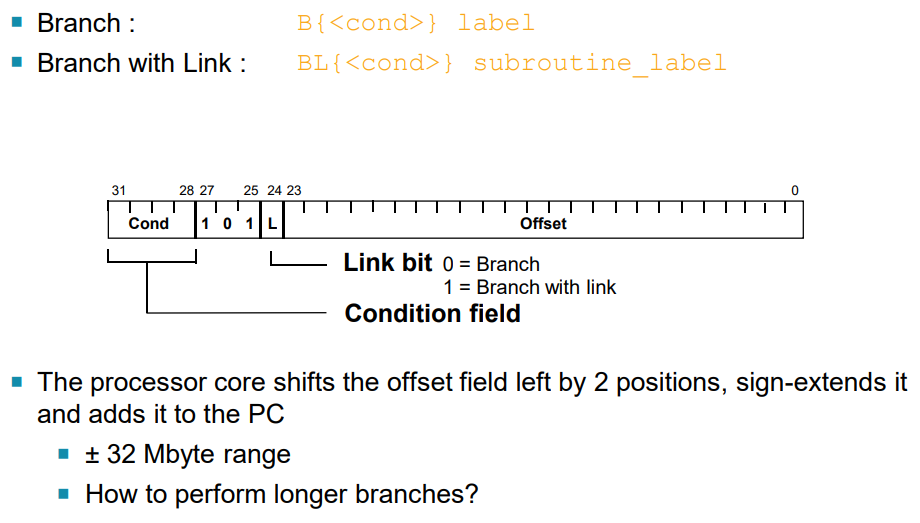 Branch : B{<cond>} label
Branch with Link : BL{<cond>} subroutine_label
31 28 27 25 24 23 0
Cond 1 0 1 L Offset
Link bit 0 = Branch
1 = Branch with link
Condition field
The processor core shifts the offset field left by 2 positions, sign-extends it
and adds it to the PC
± 32 Mbyte range
How to perform longer branches?